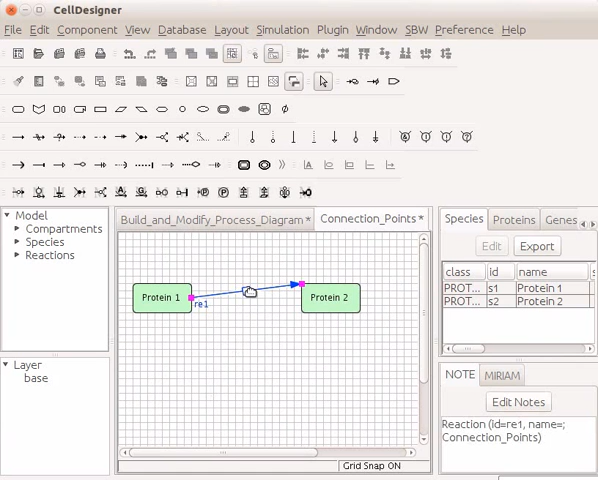 CellDesigner
File Edit Component View Database Layout Simulation Plugin Window SBW Preference Help
Model
Compartments
Species
Reactions
Layer
base
Build_and_Modify_Process_Diagram* Connection_Points*
Protein 1
re1
Protein 2
Grid Snap ON
Species Proteins Genes
Edit Export
class id name
PROT... s1 Protein 1
PROT... s2 Protein 2
NOTE MIRIAM
Edit Notes
Reaction (id=re1, name=;
Connection_Points)